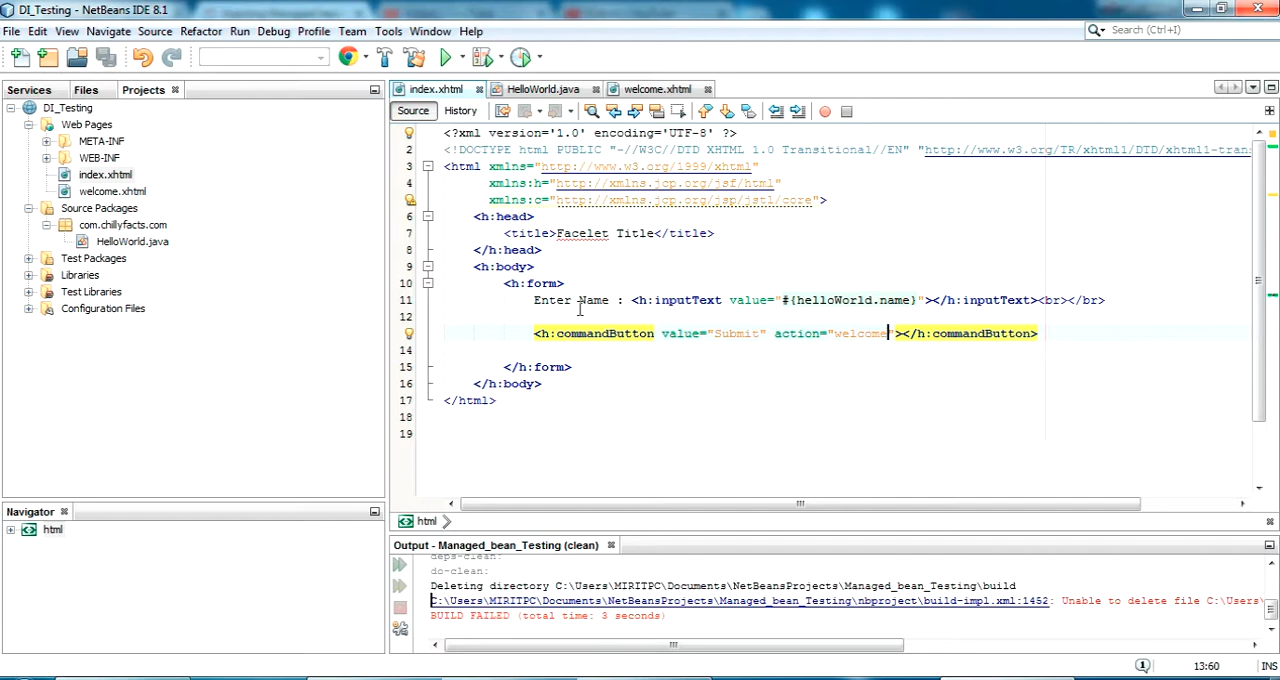 DI_Testing - NetBeans IDE 8.1
File Edit View Navigate Source Refactor Run Debug Profile Team Tools Window Help
Search (Ctrl+I)
Services Files Projects
index.xhtml HelloWorld.java welcome.xhtml
DI_Testing
Web Pages
META-INF
WEB-INF
index.xhtml
welcome.xhtml
Source Packages
com.chillyfacts.com
HelloWorld.java
Test Packages
Libraries
Test Libraries
Configuration Files
Source History
1 <?xml version='1.0' encoding='UTF-8' ?>
2 <!DOCTYPE html PUBLIC "-//W3C//DTD XHTML 1.0 Transitional//EN" "http://www.w3.org/TR/xhtml1/DTD/xhtml1-trans
3 <html xmlns="http://www.w3.org/1999/xhtml"
4 xmlns:h="http://xmlns.jcp.org/jsf/html"
xmlns:c="http://xmlns.jcp.org/jsp/jstl/core">
6 <h:head>
7 <title>Facelet Title</title>
8 </h:head>
9 <h:body>
10 <h:form>
11 Enter Name : <h:inputText value="#{helloWorld.name}"></h:inputText><br></br>
12
<h:commandButton value="Submit" action="welcome"></h:commandButton>
14
15 </h:form>
16 </h:body>
17 </html>
18
19
html
Navigator
html
Output - Managed_bean_Testing (clean)
deps-clean:
do-clean:
Deleting directory C:\Users\MIRITPC\Documents\NetBeansProjects\Managed_bean_Testing\build
C:\Users\MIRITPC\Documents\NetBeansProjects\Managed_bean_Testing\nbproject\build-impl.xml:1452: Unable to delete file C:\Users
BUILD FAILED (total time: 3 seconds)
1 13:60 INS